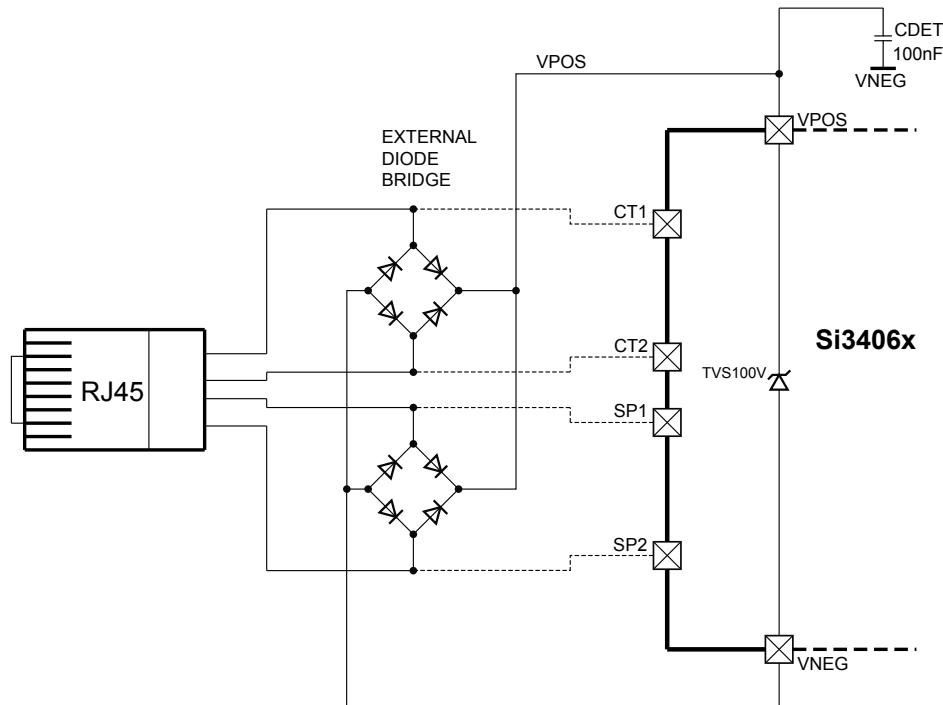 CDET
100nF
VNEG
VPOS
VPOS
EXTERNAL
DIODE
BRIDGE
CT1
Si3406x
CT2
TVS100V
RJ45
SP1
SP2
VNEG